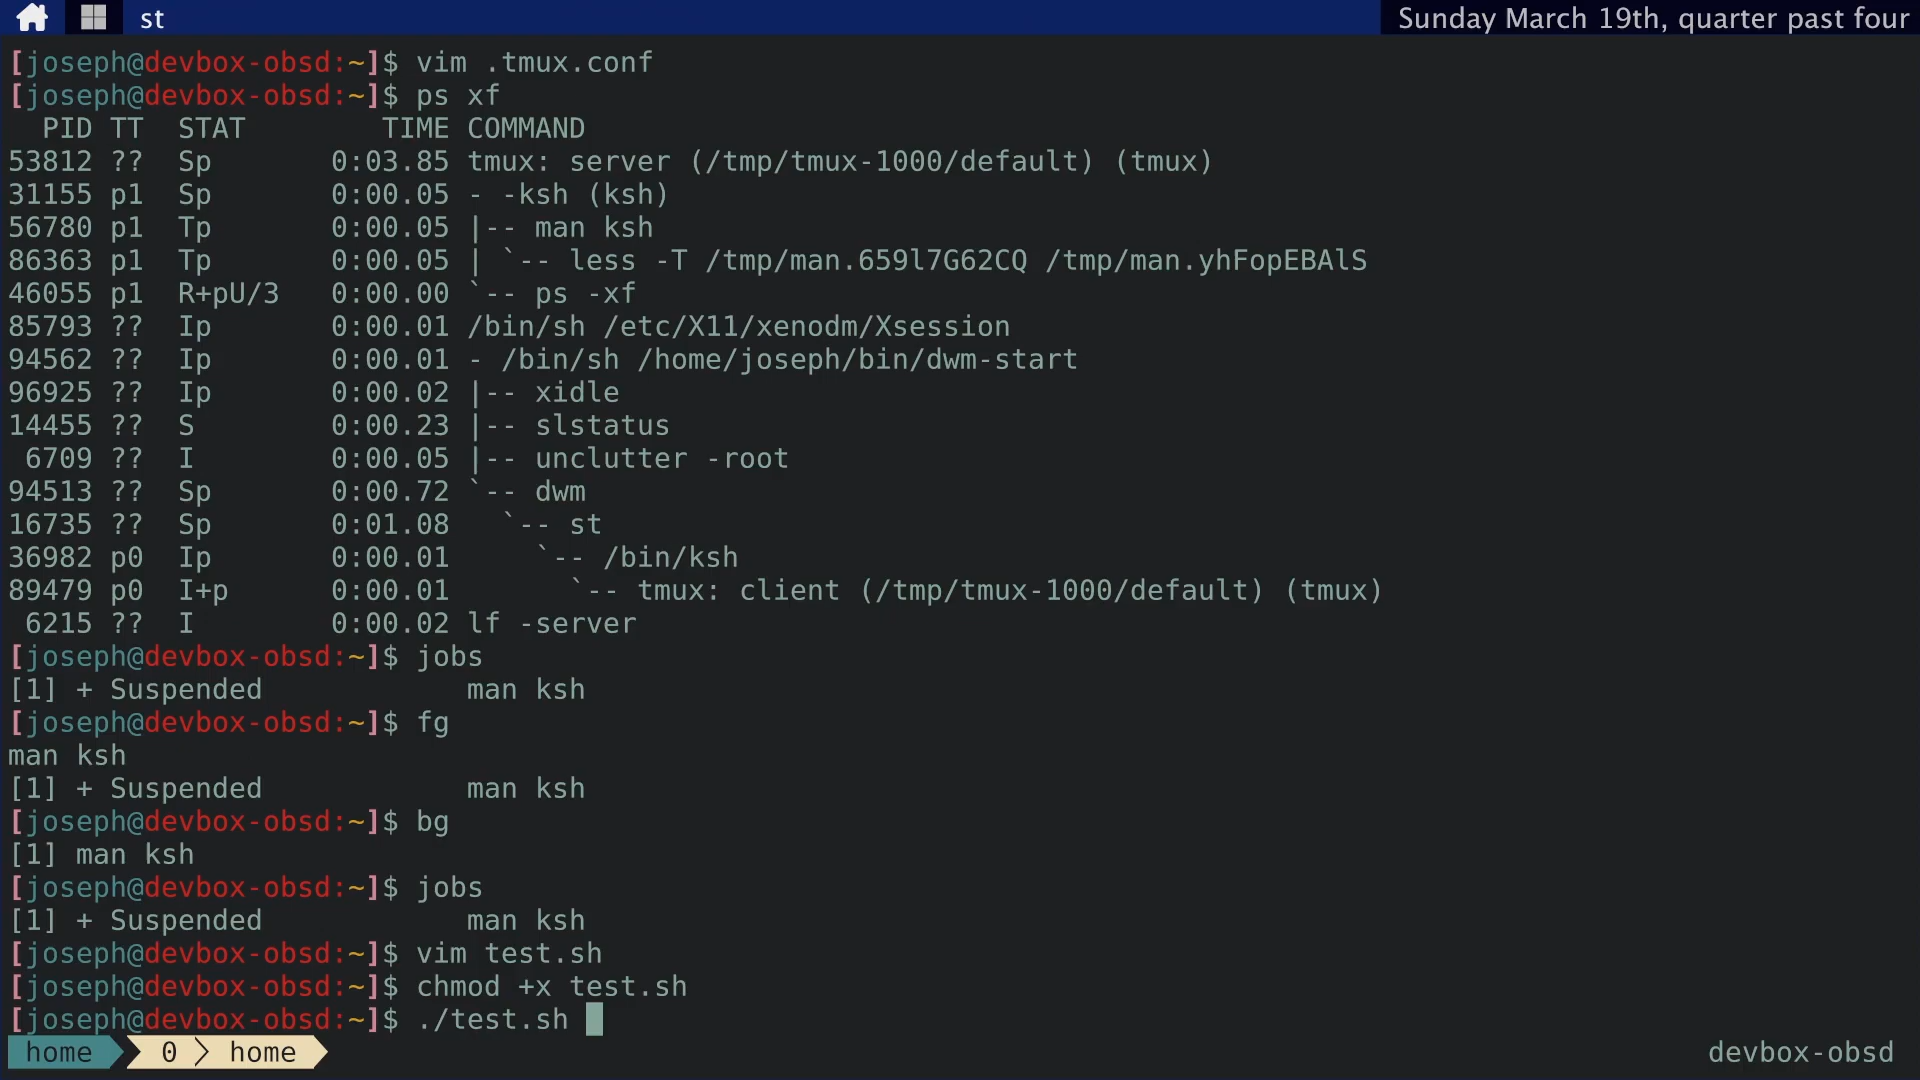 st
Sunday March 19th, quarter past four
[joseph@devbox-obsd:~]$ vim .tmux.conf
[joseph@devbox-obsd:~]$ ps xf
  PID TT  STAT        TIME COMMAND
53812 ??  Sp       0:03.85 tmux: server (/tmp/tmux-1000/default) (tmux)
31155 p1  Sp       0:00.05 - -ksh (ksh)
56780 p1  Tp       0:00.05 |-- man ksh
86363 p1  Tp       0:00.05 | `-- less -T /tmp/man.659l7G62CQ /tmp/man.yhFopEBAlS
46055 p1  R+pU/3   0:00.00 `-- ps -xf
85793 ??  Ip       0:00.01 /bin/sh /etc/X11/xenodm/Xsession
94562 ??  Ip       0:00.01 - /bin/sh /home/joseph/bin/dwm-start
96925 ??  Ip       0:00.02 |-- xidle
14455 ??  S        0:00.23 |-- slstatus
 6709 ??  I        0:00.05 |-- unclutter -root
94513 ??  Sp       0:00.72 `-- dwm
16735 ??  Sp       0:01.08   `-- st
36982 p0  Ip       0:00.01     `-- /bin/ksh
89479 p0  I+p      0:00.01       `-- tmux: client (/tmp/tmux-1000/default) (tmux)
 6215 ??  I        0:00.02 lf -server
[joseph@devbox-obsd:~]$ jobs
[1] + Suspended            man ksh
[joseph@devbox-obsd:~]$ fg
man ksh
[1] + Suspended            man ksh
[joseph@devbox-obsd:~]$ bg
[1] man ksh
[joseph@devbox-obsd:~]$ jobs
[1] + Suspended            man ksh
[joseph@devbox-obsd:~]$ vim test.sh
[joseph@devbox-obsd:~]$ chmod +x test.sh
[joseph@devbox-obsd:~]$ ./test.sh
home 0 home
devbox-obsd